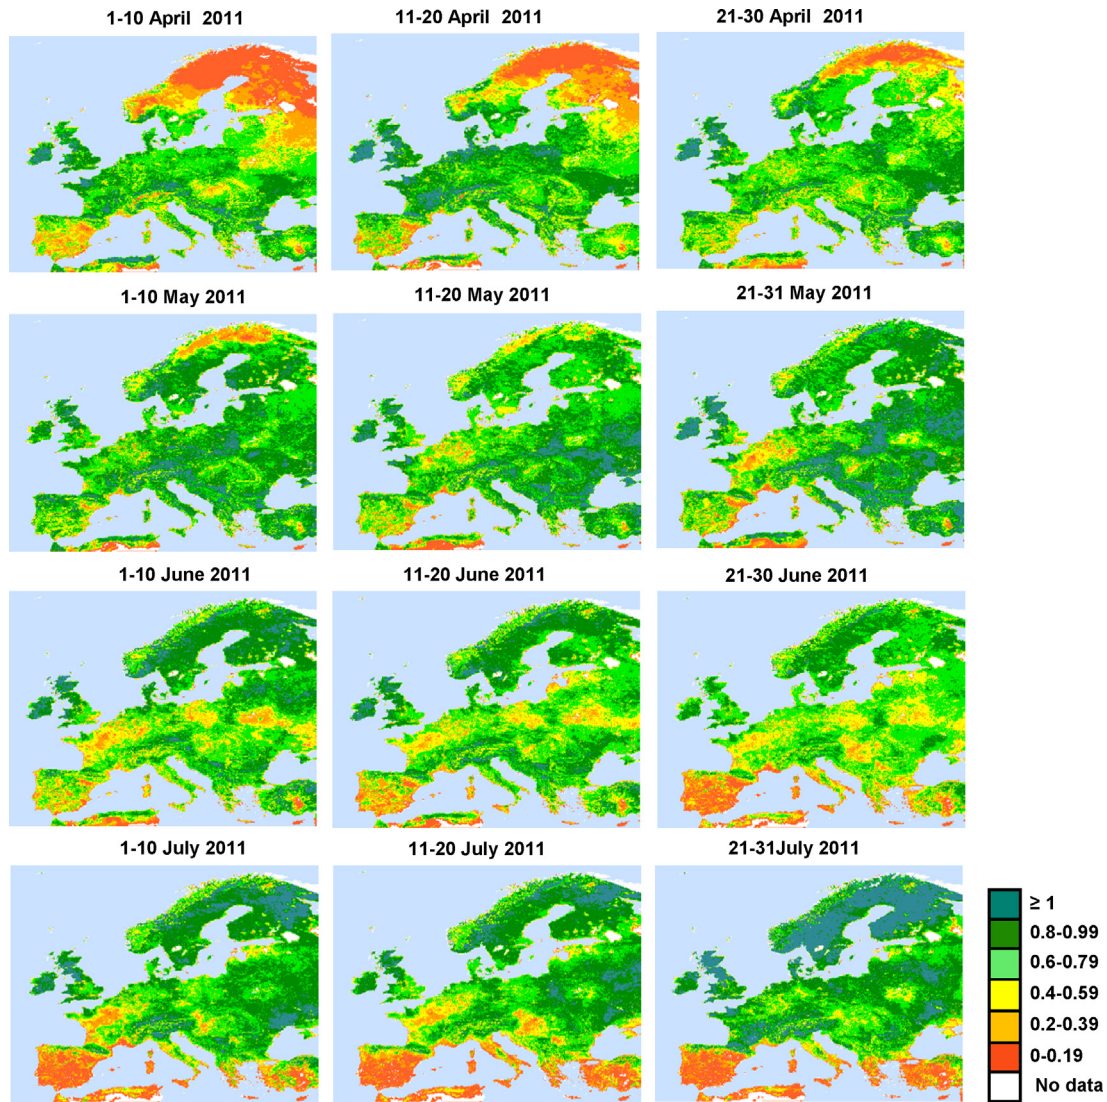 1-10 April 2011
11-20 April 2011
21-30 April 2011
1-10 May 2011
11-20 May 2011
21-31 May 2011
1-10 June 2011
11-20 June 2011
21-30 June 2011
1-10 July 2011
11-20 July 2011
21-31July 2011
≥ 1
0.8-0.99
0.6-0.79
0.4-0.59
0.2-0.39
0-0.19
No data